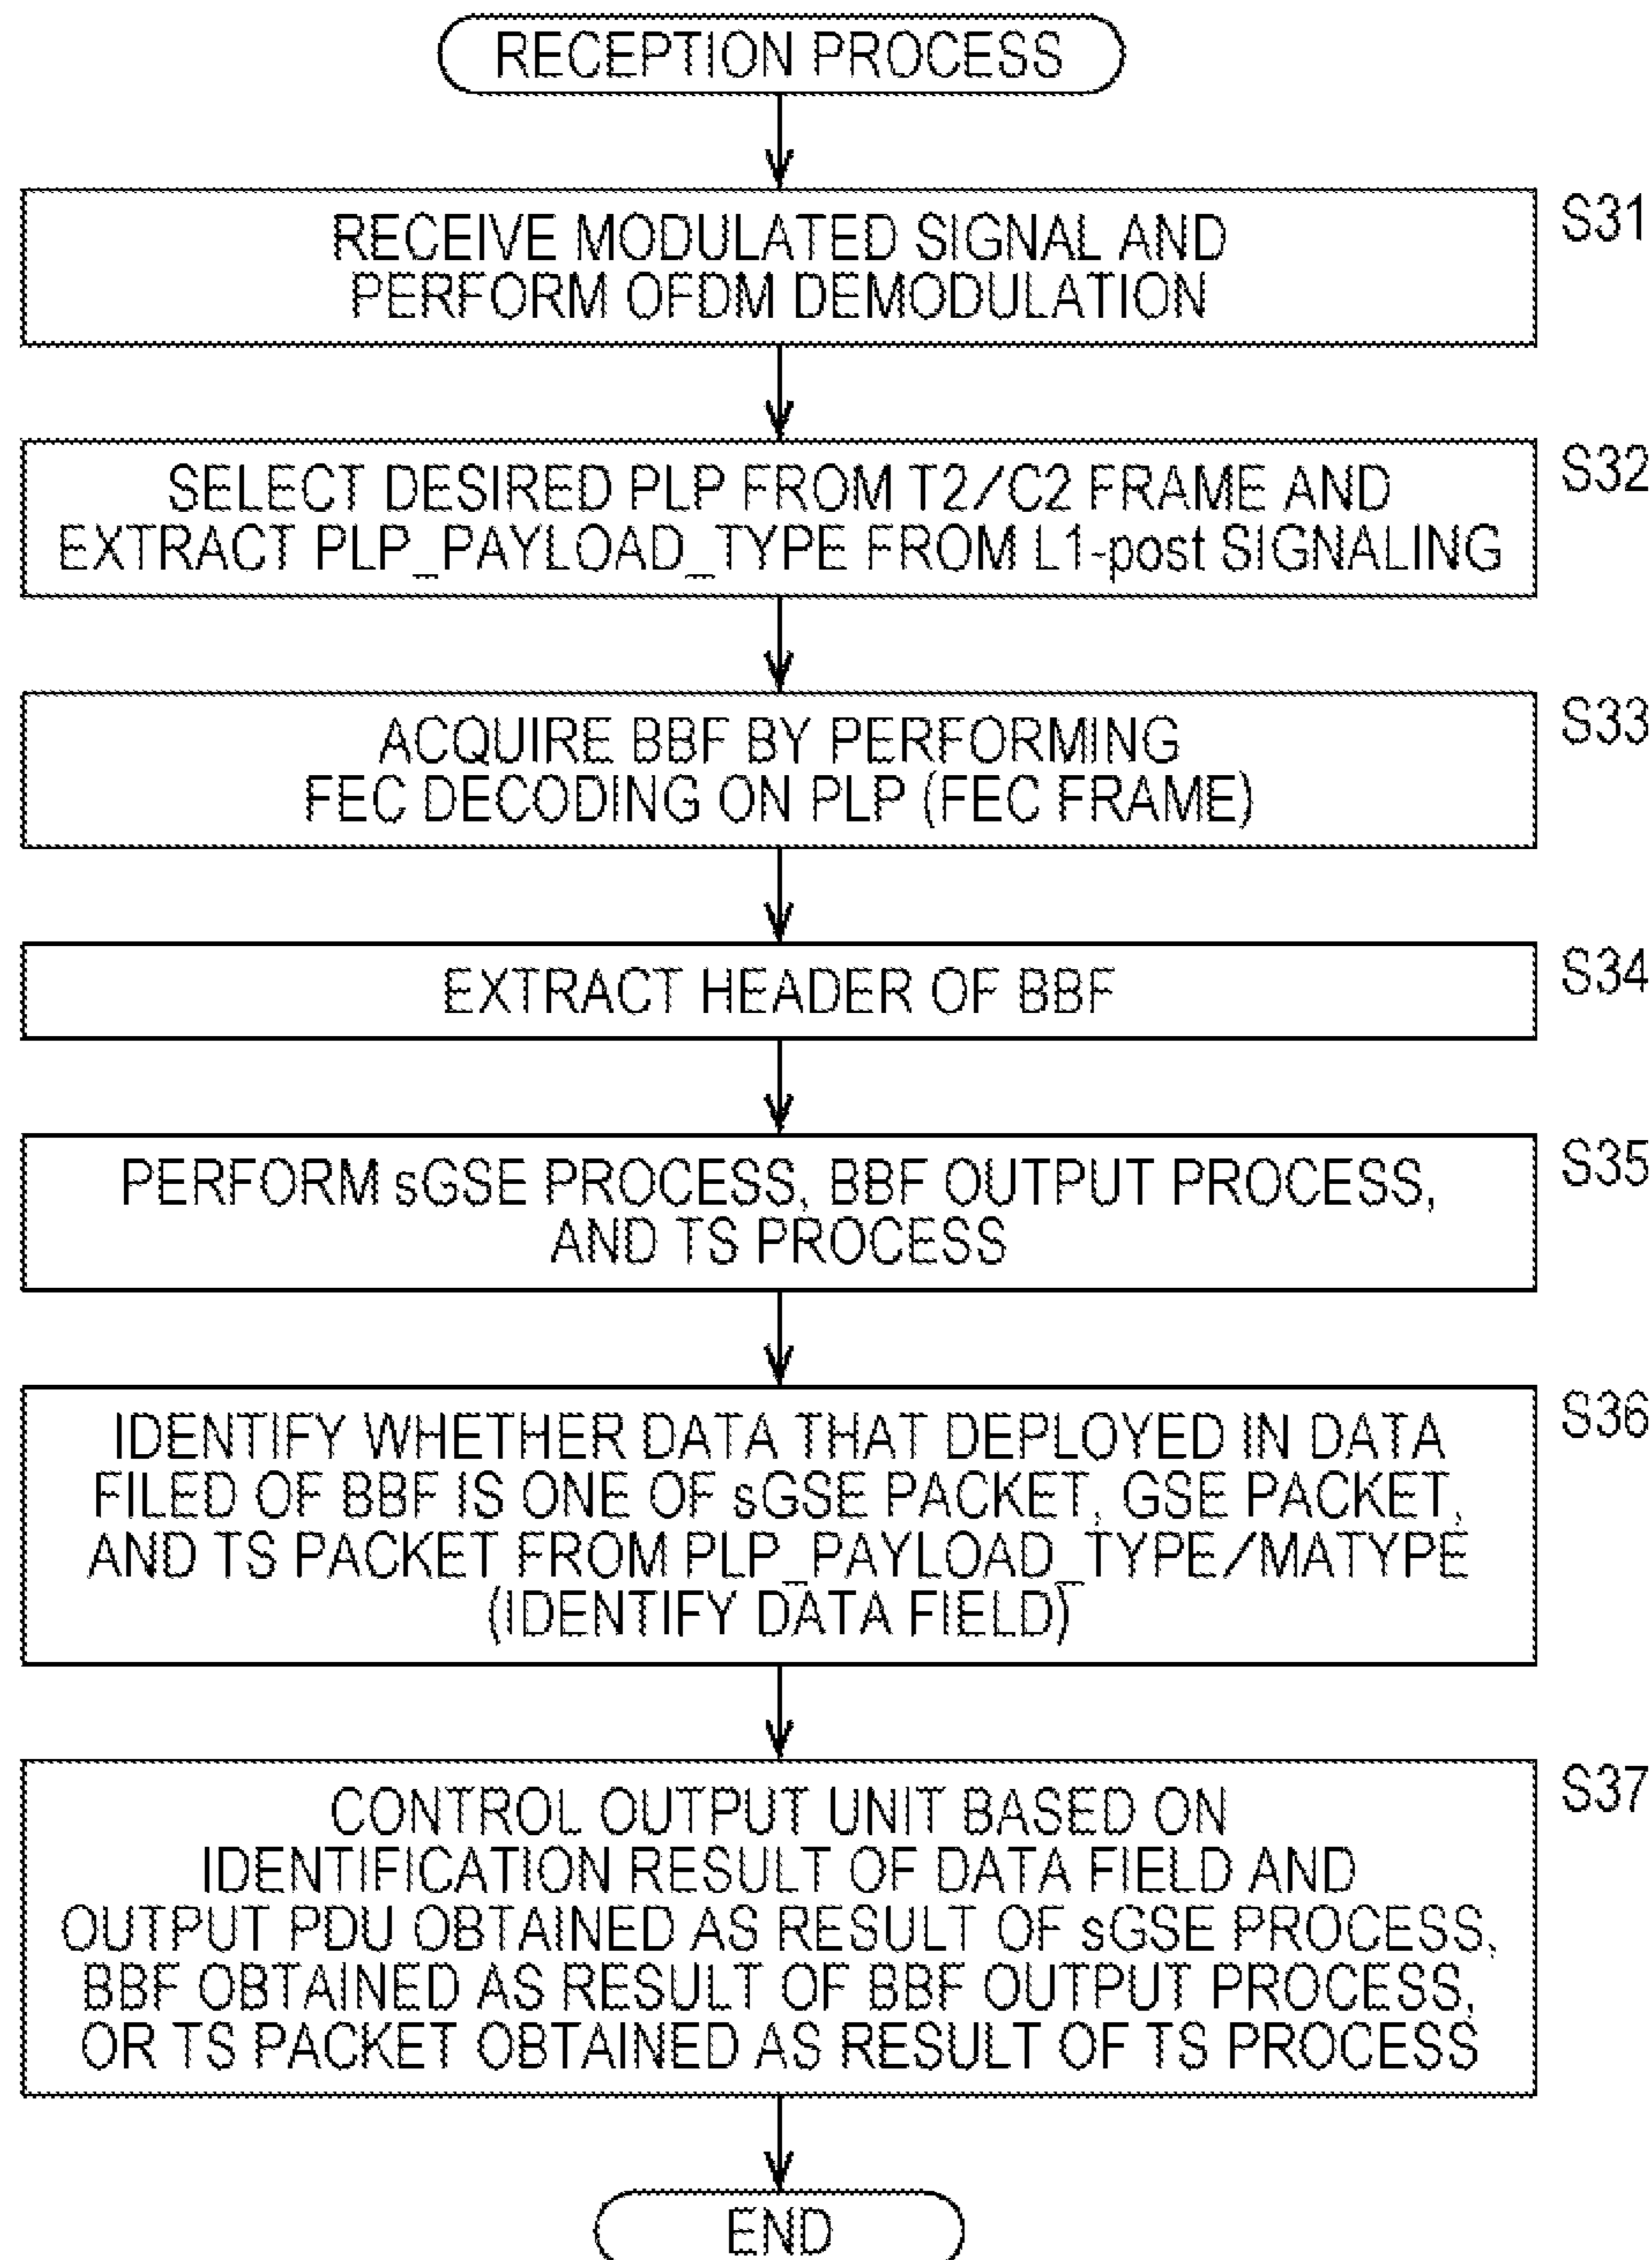 RECEPTION PROCESS
RECEIVE MODULATED SIGNAL AND
PERFORM OFDM DEMODULATION
S31
SELECT DESIRED PLP FROM T2/C2 FRAME AND
EXTRACT PLP_PAYLOAD_TYPE FROM L1-post SIGNALING
S32
ACQUIRE BBF BY PERFORMING
FEC DECODING ON PLP (FEC FRAME)
S33
EXTRACT HEADER OF BBF
S34
PERFORM sGSE PROCESS, BBF OUTPUT PROCESS,
AND TS PROCESS
S35
IDENTIFY WHETHER DATA THAT DEPLOYED IN DATA
FILED OF BBF IS ONE OF sGSE PACKET, GSE PACKET,
AND TS PACKET FROM PLP_PAYLOAD_TYPE/MATYPE
(IDENTIFY DATA FIELD)
S36
CONTROL OUTPUT UNIT BASED ON
IDENTIFICATION RESULT OF DATA FIELD AND
OUTPUT PDU OBTAINED AS RESULT OF sGSE PROCESS,
BBF OBTAINED AS RESULT OF BBF OUTPUT PROCESS,
OR TS PACKET OBTAINED AS RESULT OF TS PROCESS
S37
END